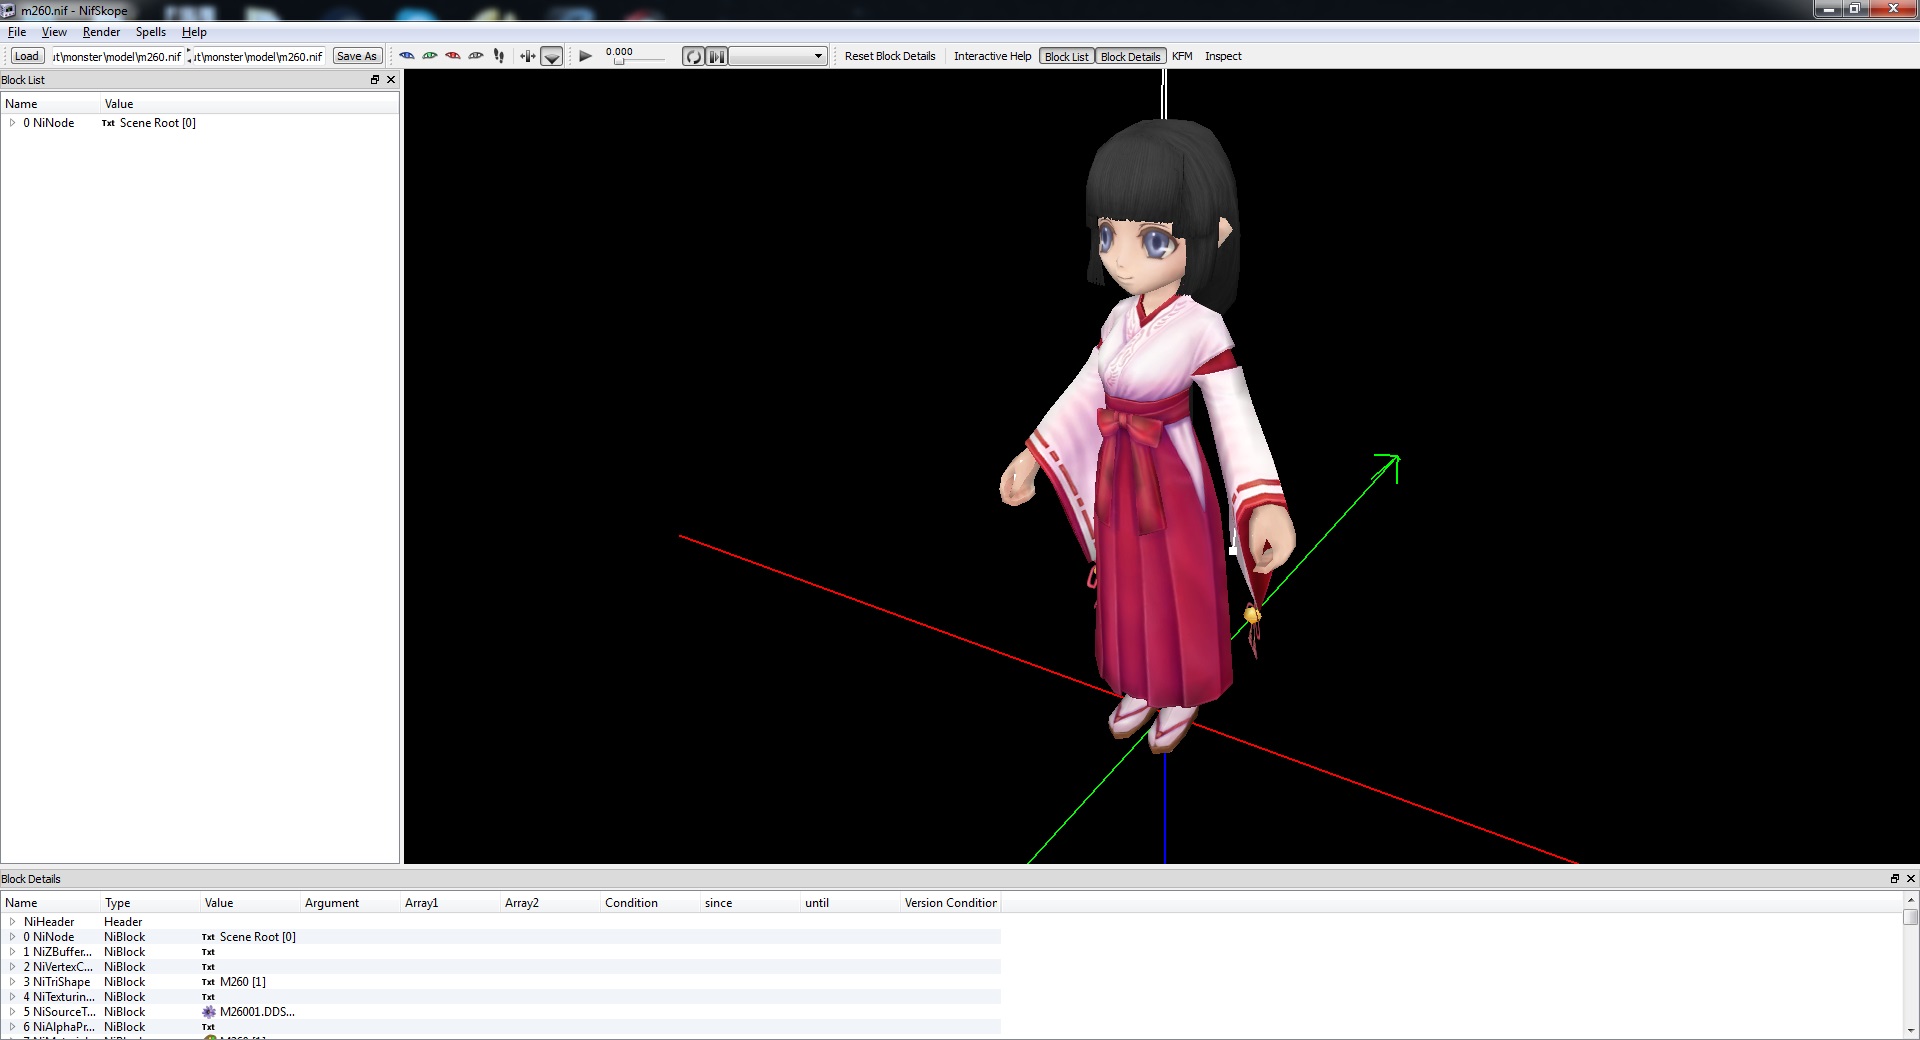 m260.nif - NifSkope
File View Render Spells Help
Load ut\monster\model\m260.nif ut\monster\model\m260.nif Save As 0.000 Reset Block Details Interactive Help Block List Block Details KFM Inspect
Block List
Name Value
0 NiNode Txt Scene Root [0]
Block Details
Name Type Value Argument Array1 Array2 Condition since until Version Condition
NiHeader Header
0 NiNode NiBlock Txt Scene Root [0]
1 NiZBuffer... NiBlock Txt
2 NiVertexC... NiBlock Txt
3 NiTriShape NiBlock Txt M260 [1]
4 NiTexturin... NiBlock Txt
5 NiSourceT... NiBlock M26001.DDS...
6 NiAlphaPr... NiBlock Txt